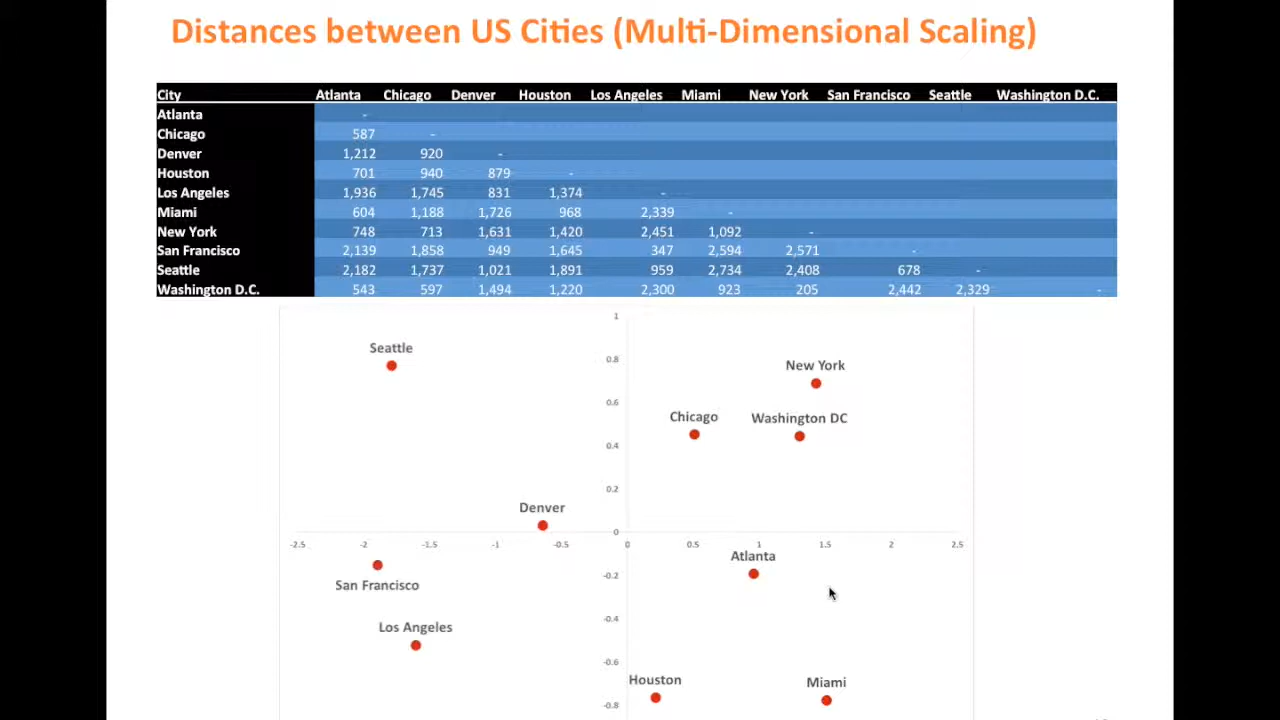 Distances between US Cities (Multi-Dimensional Scaling)
City Atlanta Chicago Denver Houston Los Angeles Miami New York San Francisco Seattle Washington D.C.
Atlanta -
Chicago 587 -
Denver 1,212 920 -
Houston 701 940 879 -
Los Angeles 1,936 1,745 831 1,374 -
Miami 604 1,188 1,726 968 2,339 -
New York 748 713 1,631 1,420 2,451 1,092 -
San Francisco 2,139 1,858 949 1,645 347 2,594 2,571 -
Seattle 2,182 1,737 1,021 1,891 959 2,734 2,408 678 -
Washington D.C. 543 597 1,494 1,220 2,300 923 205 2,442 2,329 -
1
Seattle
0.8
New York
0.6
Chicago Washington DC
0.4
0.2
Denver
0
-2.5 -2 -1.5 -1 -0.5 0 0.5 1 1.5 2 2.5
Atlanta
-0.2
San Francisco
-0.4
Los Angeles
-0.6
Houston Miami
-0.8